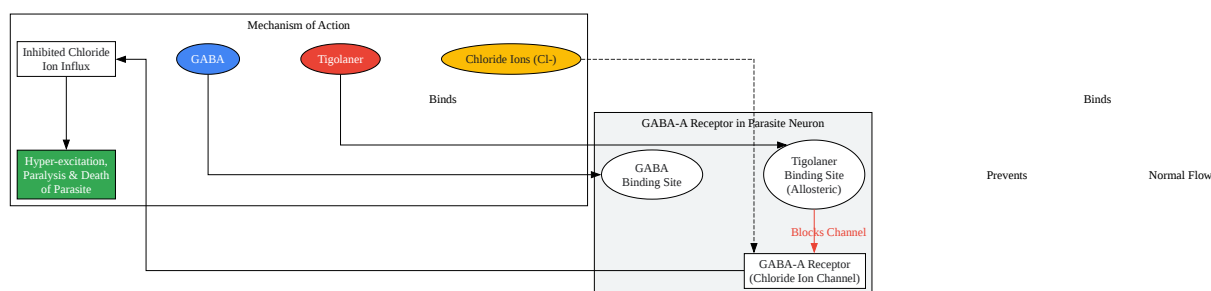 Mechanism of Action
Inhibited Chloride
Ion Influx
GABA
Tigolaner
Chloride Ions (Cl-)
Binds
Binds
GABA-A Receptor in Parasite Neuron
Hyper-excitation,
Paralysis & Death
of Parasite
GABA
Binding Site
Tigolaner
Binding Site
(Allosteric)
Prevents
Normal Flow
Blocks Channel
GABA-A Receptor
(Chloride Ion Channel)